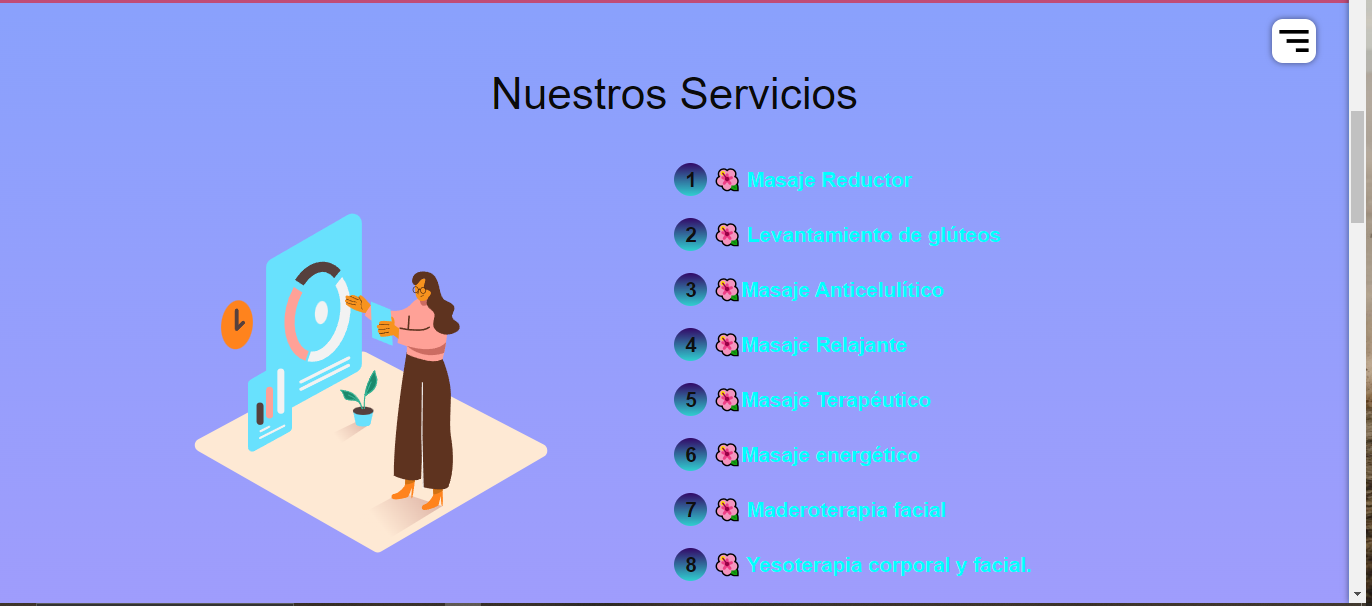 Nuestros Servicios
1 🌺 Masaje Reductor
2 🌺 Levantamiento de glúteos
3 🌺Masaje Anticelulítico
4 🌺Masaje Relajante
5 🌺Masaje Terapéutico
6 🌺Masaje energético
7 🌺 Maderoterapia facial
8 🌺 Yesoterapia corporal y facial.